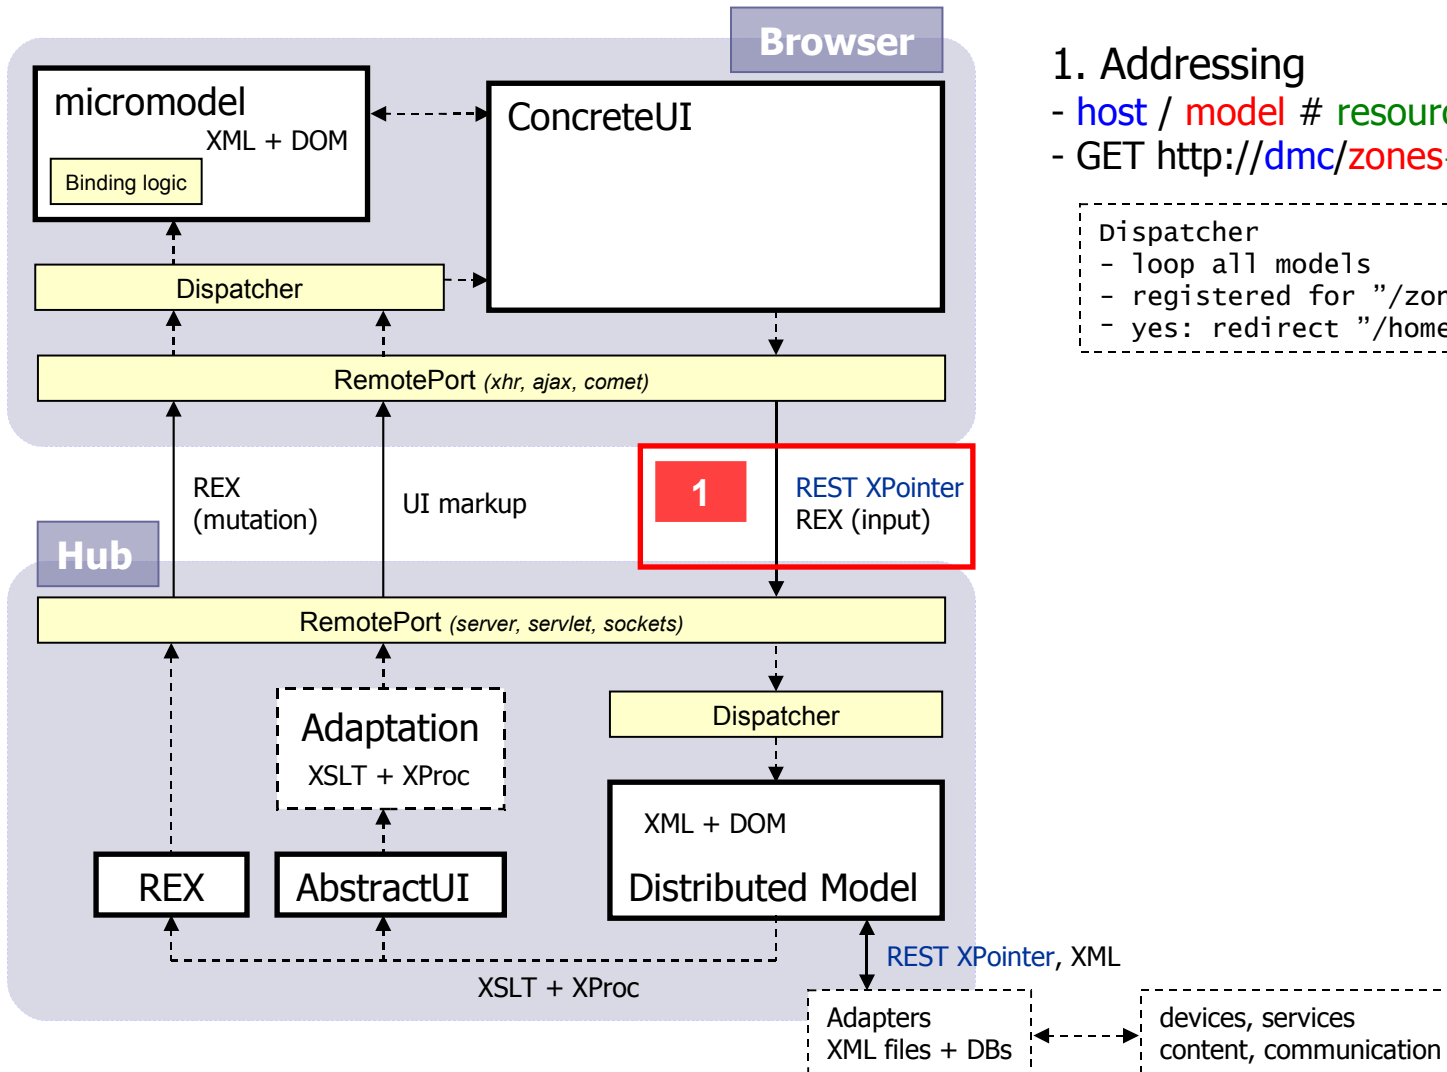 Browser
micromodel
XML + DOM
Binding logic
ConcreteUI
Dispatcher
RemotePort (xhr, ajax, comet)
1. Addressing
- host / model #
- GET http://dmc/zones
Dispatcher
- loop all models
- registered for ”/zon
- yes: redirect ”/home
REX
(mutation)
UI markup
1
REST XPointer
REX (input)
Hub
RemotePort (server, servlet, sockets)
Adaptation
XSLT + XProc
Dispatcher
XML + DOM
Distributed Model
REX
AbstractUI
XSLT + XProc
REST XPointer, XML
Adapters
XML files + DBs
devices, services
content, communication